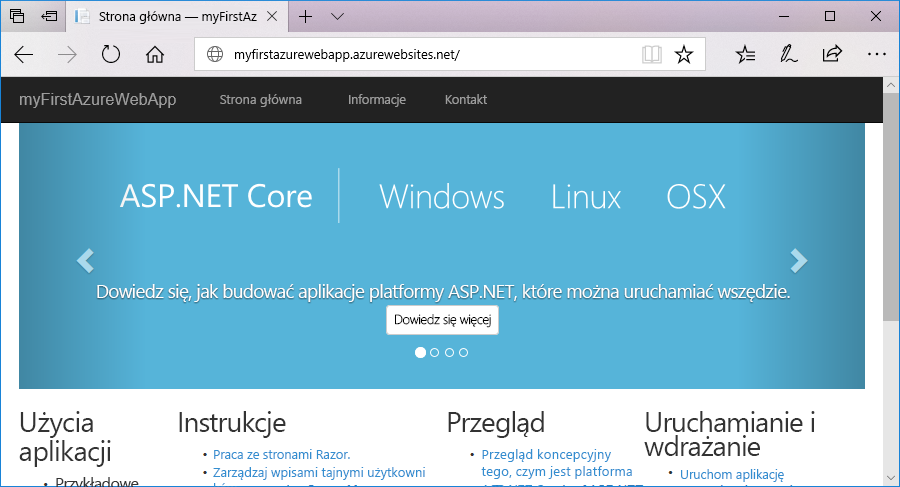 Strona główna — myFirstAz
myfirstazurewebapp.azurewebsites.net/
myFirstAzureWebApp Strona główna Informacje Kontakt
ASP.NET Core Windows Linux OSX
Dowiedz się, jak budować aplikacje platformy ASP.NET, które można uruchamiać wszędzie.
Dowiedz się więcej
Użycia
aplikacji
• Przykładowe
Instrukcje
• Praca ze stronami Razor.
• Zarządzaj wpisami tajnymi użytkowni
Przegląd
• Przegląd koncepcyjny
tego, czym jest platforma
Uruchamianie i
wdrażanie
• Uruchom aplikację